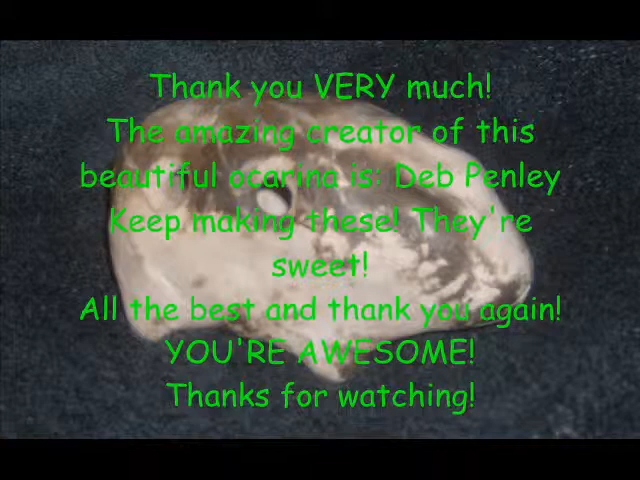 Thank you VERY much!
The amazing creator of this
beautiful ocarina is: Deb Penley
Keep making these! They're
sweet!
All the best and thank you again!
YOU'RE AWESOME!
Thanks for watching!